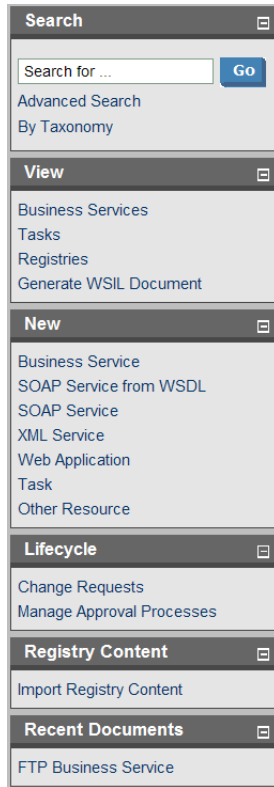 Search
Search for ... Go
Advanced Search
By Taxonomy
View
Business Services
Tasks
Registries
Generate WSIL Document
New
Business Service
SOAP Service from WSDL
SOAP Service
XML Service
Web Application
Task
Other Resource
Lifecycle
Change Requests
Manage Approval Processes
Registry Content
Import Registry Content
Recent Documents
FTP Business Service